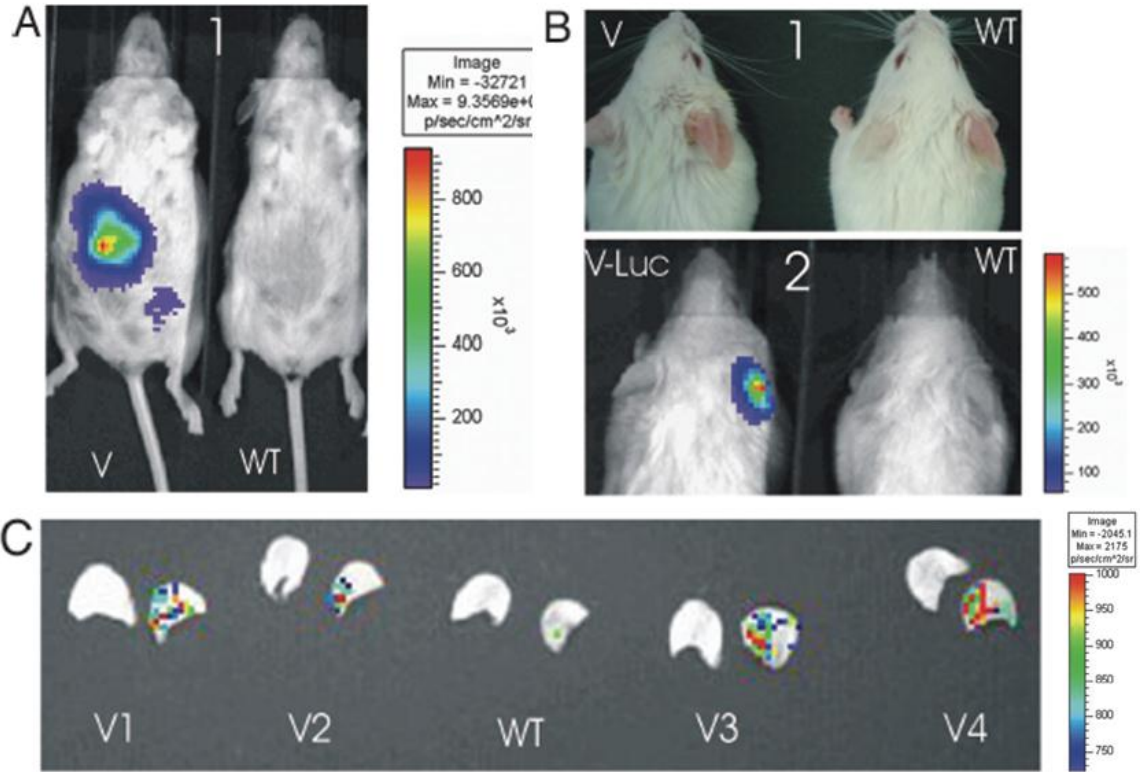 A
1
V
WT
Image
Min = -32721
Max = 9.3569e+
p/sec/cm^2/sr
800
600
400
200
x10³
B
V
1
WT
V-Luc
2
WT
500
400
300
200
100
x10³
C
V1
V2
WT
V3
V4
Image
Min = -2045.1
Max = 2175
p/sec/cm^2/sr
1000
950
900
850
800
750